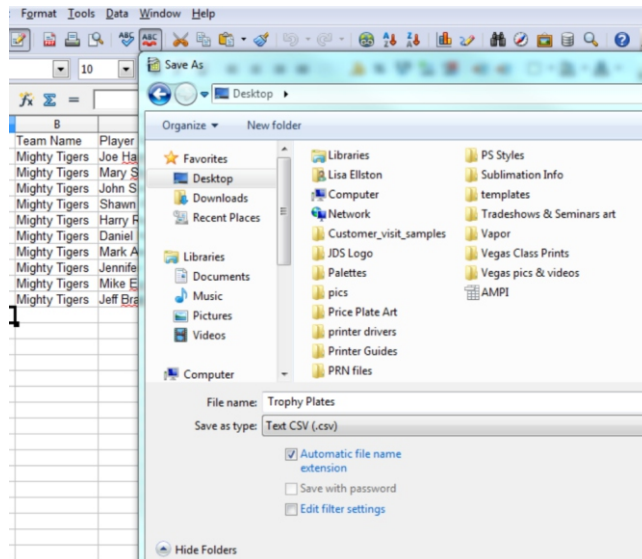 Format Tools Data Window Help
10
Save As
Desktop
B
Team Name Player
Mighty Tigers Joe Ha
Mighty Tigers Mary S
Mighty Tigers John S
Mighty Tigers Shawn
Mighty Tigers Harry R
Mighty Tigers Daniel
Mighty Tigers Mark A
Mighty Tigers Jennife
Mighty Tigers Mike E
Mighty Tigers Jeff Bra
Organize New folder
Favorites
Desktop
Downloads
Recent Places
Libraries
Documents
Music
Pictures
Videos
Computer
Libraries
Lisa Ellston
Computer
Network
Customer_visit_samples
JDS Logo
Palettes
pics
Price Plate Art
printer drivers
Printer Guides
PRN files
PS Styles
Sublimation Info
templates
Tradeshows & Seminars art
Vapor
Vegas Class Prints
Vegas pics & videos
AMPI
File name: Trophy Plates
Save as type: Text CSV (.csv)
Automatic file name
extension
Save with password
Edit filter settings
Hide Folders